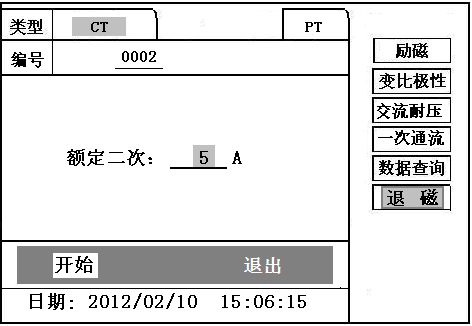 类型 CT PT
编号 0002
额定二次： 5 A
开始 退出
日期： 2012/02/10 15:06:15
励磁
变比极性
交流耐压
一次通流
数据查询
退 磁